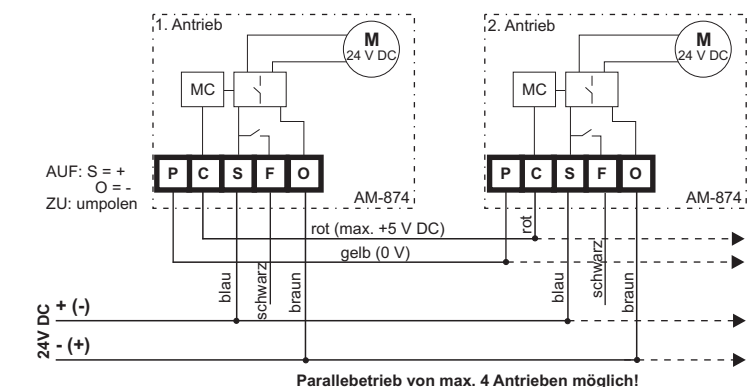 1. Antrieb
M
24 V DC
MC
P C S F O
AM-874
2. Antrieb
M
24 V DC
MC
P C S F O
AM-874
AUF: S = +
O = -
ZU: umpolen
rot (max. +5 V DC)
gelb (0 V)
rot
blau
schwarz
braun
blau
schwarz
braun
24V DC
+ (-)
- (+)
Parallebetrieb von max. 4 Antrieben möglich!